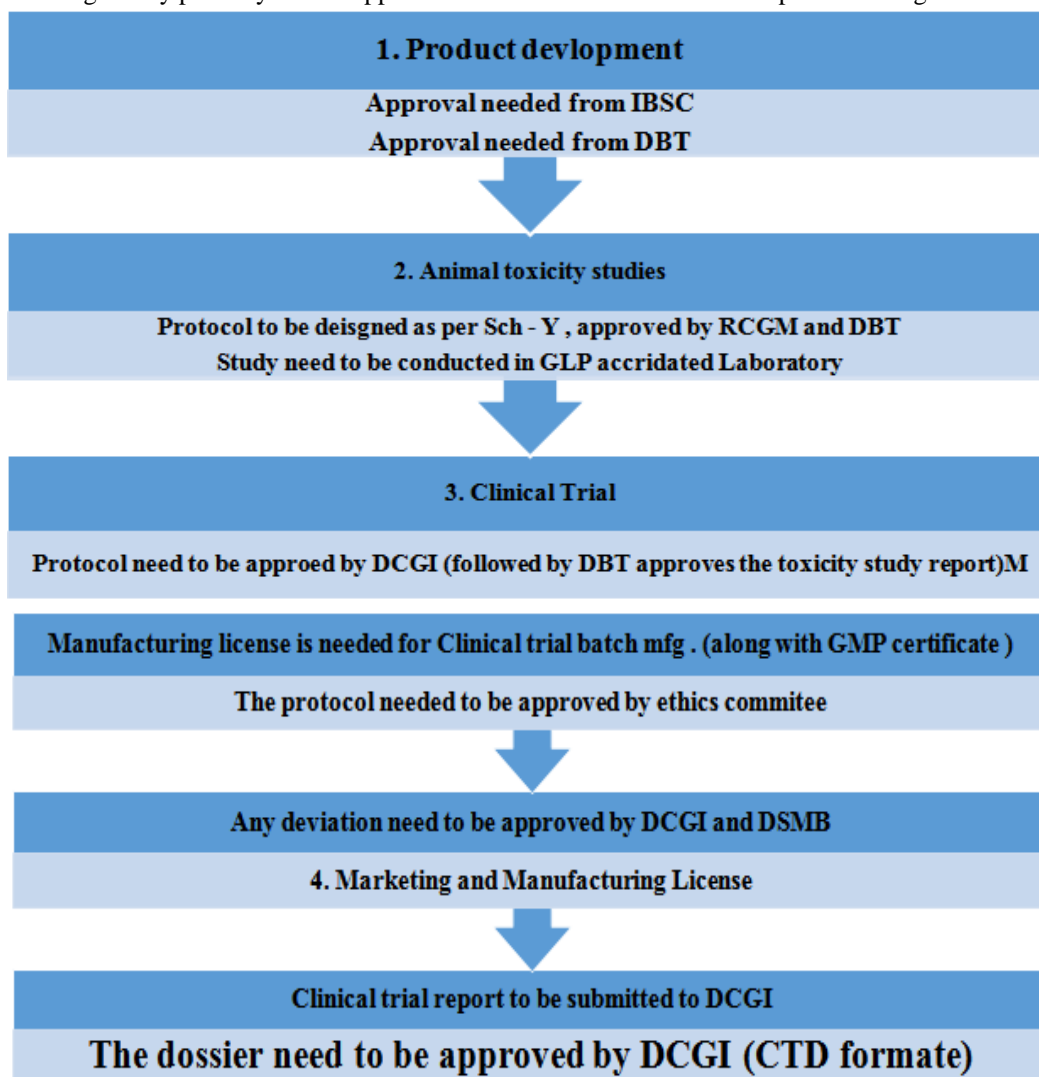 1. Product devlopment
Approval needed from IBSC
Approval needed from DBT
2. Animal toxicity studies
Protocol to be deisgned as per Sch - Y , approved by RCGM and DBT
Study need to be conducted in GLP accridated Laboratory
3. Clinical Trial
Protocol need to be approed by DCGI (followed by DBT approves the toxicity study report)M
Manufacturing license is needed for Clinical trial batch mfg . (along with GMP certificate )
The protocol needed to be approved by ethics commitee
Any deviation need to be approved by DCGI and DSMB
4. Marketing and Manufacturing License
Clinical trial report to be submitted to DCGI
The dossier need to be approved by DCGI (CTD formate)